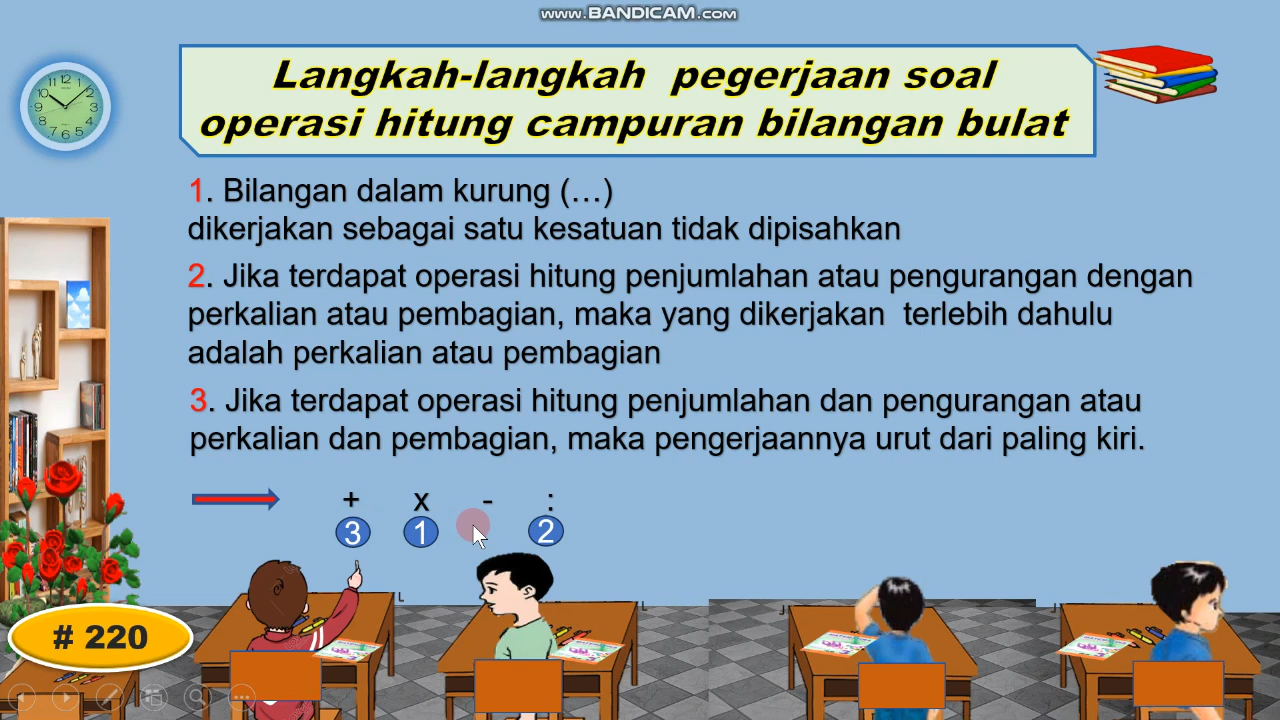 www.BANDICAM.com
Langkah-langkah pegerjaan soal
operasi hitung campuran bilangan bulat
1. Bilangan dalam kurung (…)
dikerjakan sebagai satu kesatuan tidak dipisahkan
2. Jika terdapat operasi hitung penjumlahan atau pengurangan dengan
perkalian atau pembagian, maka yang dikerjakan terlebih dahulu
adalah perkalian atau pembagian
3. Jika terdapat operasi hitung penjumlahan dan pengurangan atau
perkalian dan pembagian, maka pengerjaannya urut dari paling kiri.
+ x - :
3 1 2
# 220